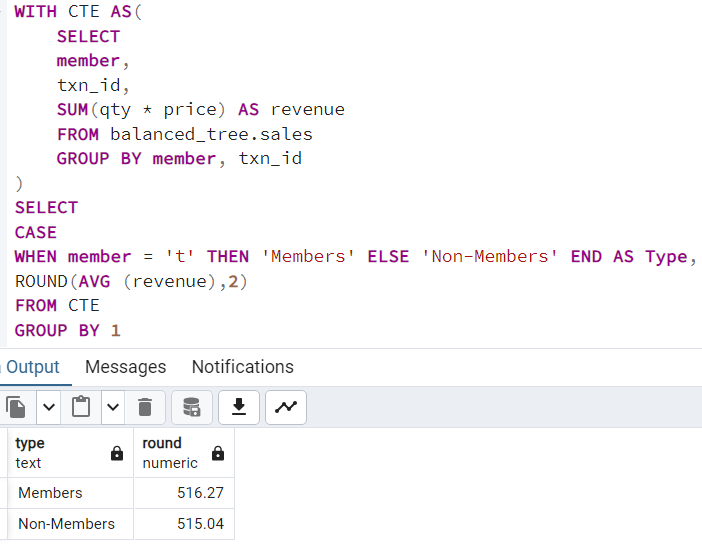 WITH CTE AS(
SELECT
member,
txn_id,
SUM(qty * price) AS revenue
FROM balanced_tree.sales
GROUP BY member, txn_id
)
SELECT
CASE
WHEN member = 't' THEN 'Members' ELSE 'Non-Members' END AS Type,
ROUND(AVG (revenue),2)
FROM CTE
GROUP BY 1
Output Messages Notifications
type round
text numeric
Members 516.27
Non-Members 515.04